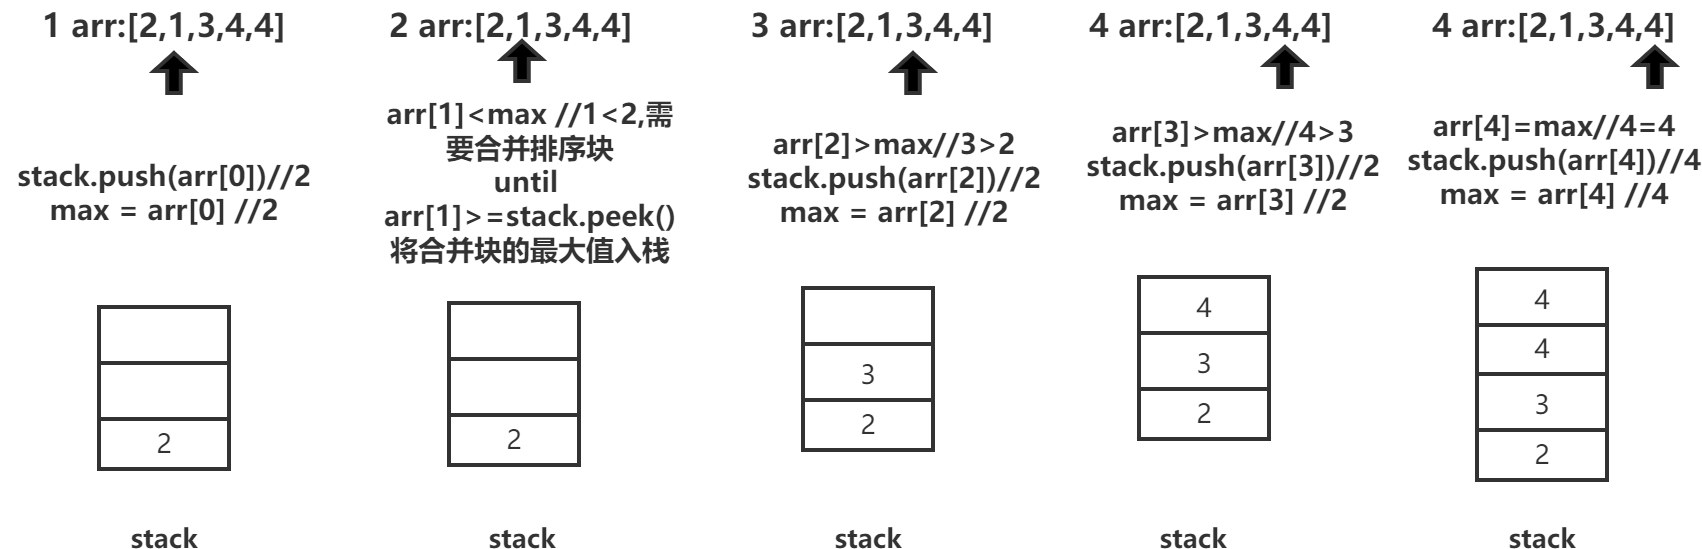 1 arr:[2,1,3,4,4]
stack.push(arr[0])//2
max = arr[0] //2
2
stack
2 arr:[2,1,3,4,4]
arr[1]<max //1<2,需
要合并排序块
until
arr[1]>=stack.peek()
将合并块的最大值入栈
2
stack
3 arr:[2,1,3,4,4]
arr[2]>max//3>2
stack.push(arr[2])//2
max = arr[2] //2
3
2
stack
4 arr:[2,1,3,4,4]
arr[3]>max//4>3
stack.push(arr[3])//2
max = arr[3] //2
4
3
2
stack
4 arr:[2,1,3,4,4]
arr[4]=max//4=4
stack.push(arr[4])//4
max = arr[4] //4
4
4
3
2
stack